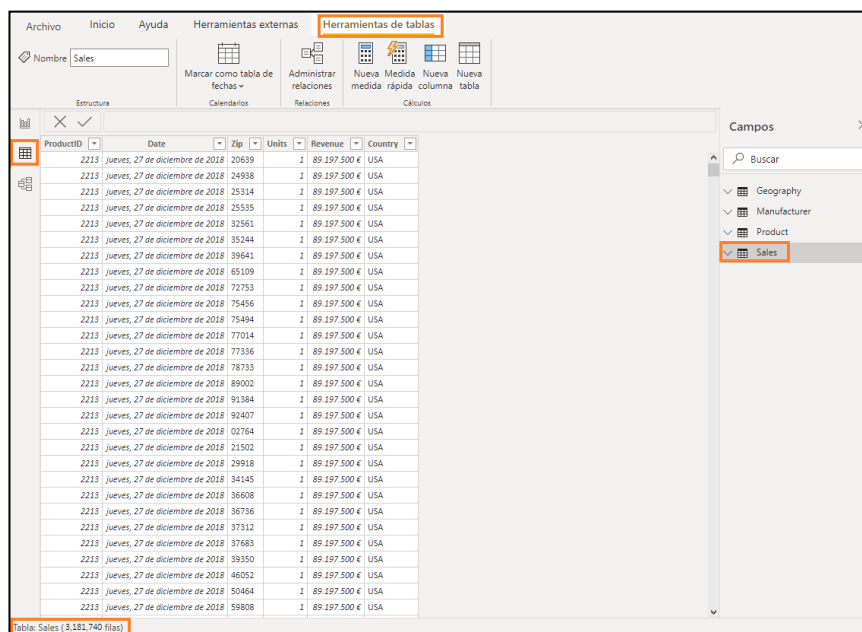 Archivo Inicio Ayuda Herramientas externas Herramientas de tablas
Nombre Sales
Marcar como tabla de fechas
Administrar relaciones
Nueva medida
Medida rápida
Nueva columna
Nueva tabla
Estructura Calendarios Relaciones Cálculos
Campos
Buscar
Geography
Manufacturer
Product
Sales
ProductID Date Zip Units Revenue Country
2213 jueves, 27 de diciembre de 2018 20639 1 89.197.500 € USA
2213 jueves, 27 de diciembre de 2018 24938 1 89.197.500 € USA
2213 jueves, 27 de diciembre de 2018 25314 1 89.197.500 € USA
2213 jueves, 27 de diciembre de 2018 25535 1 89.197.500 € USA
2213 jueves, 27 de diciembre de 2018 32561 1 89.197.500 € USA
2213 jueves, 27 de diciembre de 2018 35244 1 89.197.500 € USA
2213 jueves, 27 de diciembre de 2018 39641 1 89.197.500 € USA
2213 jueves, 27 de diciembre de 2018 65109 1 89.197.500 € USA
2213 jueves, 27 de diciembre de 2018 72753 1 89.197.500 € USA
2213 jueves, 27 de diciembre de 2018 75456 1 89.197.500 € USA
2213 jueves, 27 de diciembre de 2018 75494 1 89.197.500 € USA
2213 jueves, 27 de diciembre de 2018 77014 1 89.197.500 € USA
2213 jueves, 27 de diciembre de 2018 77336 1 89.197.500 € USA
2213 jueves, 27 de diciembre de 2018 78733 1 89.197.500 € USA
2213 jueves, 27 de diciembre de 2018 89002 1 89.197.500 € USA
2213 jueves, 27 de diciembre de 2018 91384 1 89.197.500 € USA
2213 jueves, 27 de diciembre de 2018 92407 1 89.197.500 € USA
2213 jueves, 27 de diciembre de 2018 02764 1 89.197.500 € USA
2213 jueves, 27 de diciembre de 2018 21502 1 89.197.500 € USA
2213 jueves, 27 de diciembre de 2018 29918 1 89.197.500 € USA
2213 jueves, 27 de diciembre de 2018 34145 1 89.197.500 € USA
2213 jueves, 27 de diciembre de 2018 36608 1 89.197.500 € USA
2213 jueves, 27 de diciembre de 2018 36736 1 89.197.500 € USA
2213 jueves, 27 de diciembre de 2018 37312 1 89.197.500 € USA
2213 jueves, 27 de diciembre de 2018 37683 1 89.197.500 € USA
2213 jueves, 27 de diciembre de 2018 39350 1 89.197.500 € USA
2213 jueves, 27 de diciembre de 2018 46052 1 89.197.500 € USA
2213 jueves, 27 de diciembre de 2018 50464 1 89.197.500 € USA
2213 jueves, 27 de diciembre de 2018 59808 1 89.197.500 € USA
Tabla: Sales (3,181,740 filas)